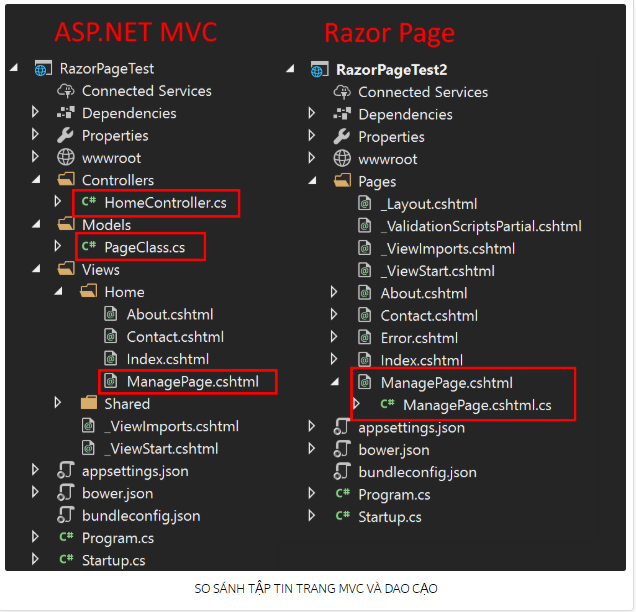 ASP.NET MVC
RazorPageTest
Connected Services
Dependencies
Properties
wwwroot
Controllers
C# HomeController.cs
Models
C# PageClass.cs
Views
Home
About.cshtml
Contact.cshtml
Index.cshtml
ManagePage.cshtml
Shared
_ViewImports.cshtml
_ViewStart.cshtml
appsettings.json
bower.json
bundleconfig.json
C# Program.cs
C# Startup.cs
Razor Page
RazorPageTest2
Connected Services
Dependencies
Properties
wwwroot
Pages
_Layout.cshtml
_ValidationScriptsPartial.cshtml
_ViewImports.cshtml
_ViewStart.cshtml
About.cshtml
Contact.cshtml
Error.cshtml
Index.cshtml
ManagePage.cshtml
C# ManagePage.cshtml.cs
appsettings.json
bower.json
bundleconfig.json
C# Program.cs
C# Startup.cs
SO SÁNH TẬP TIN TRANG MVC VÀ DAO CẠO